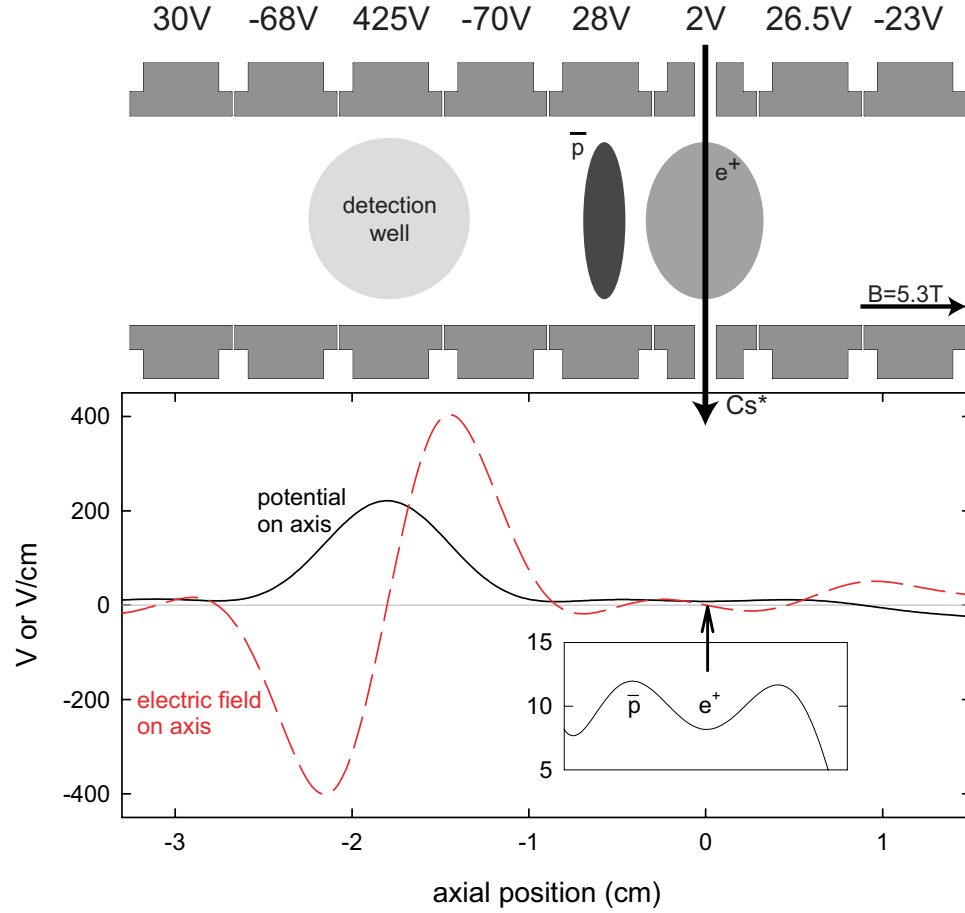 30V -68V 425V -70V 28V 2V 26.5V -23V
p
e+
detection
well
B=5.3T
Cs*
400
200
0
-200
-400
V or V/cm
potential
on axis
electric field
on axis
15
10
5
p e+
-3 -2 -1 0 1
axial position (cm)